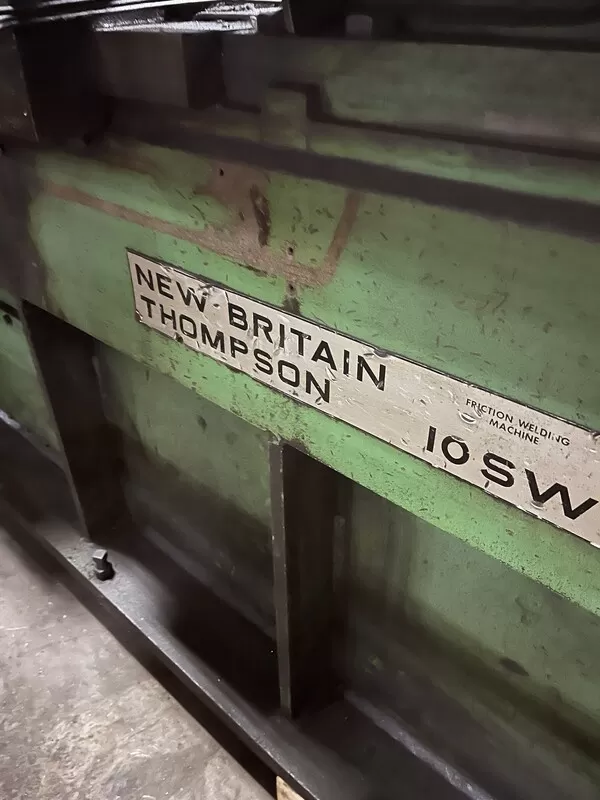 NEW BRITAIN
THOMPSON
FRICTION WELDING
MACHINE
10SW